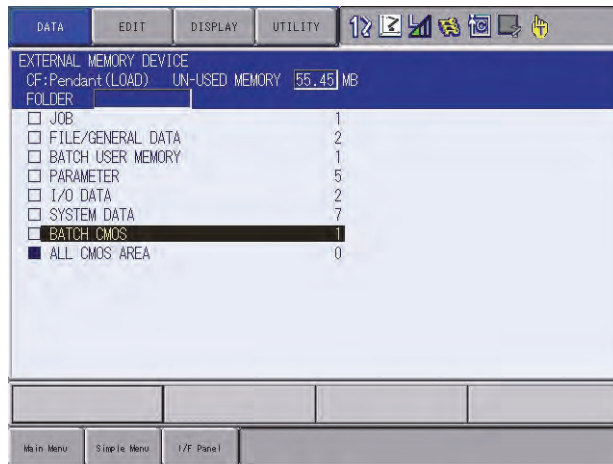 DATA EDIT DISPLAY UTILITY
EXTERNAL MEMORY DEVICE
CF:Pendant(LOAD) UN-USED MEMORY 55.45 MB
FOLDER
JOB 1
FILE/GENERAL DATA 2
BATCH USER MEMORY 1
PARAMETER 5
I/O DATA 2
SYSTEM DATA 7
BATCH CMOS 1
ALL CMOS AREA 0
Main Menu Simple Menu I/F Panel